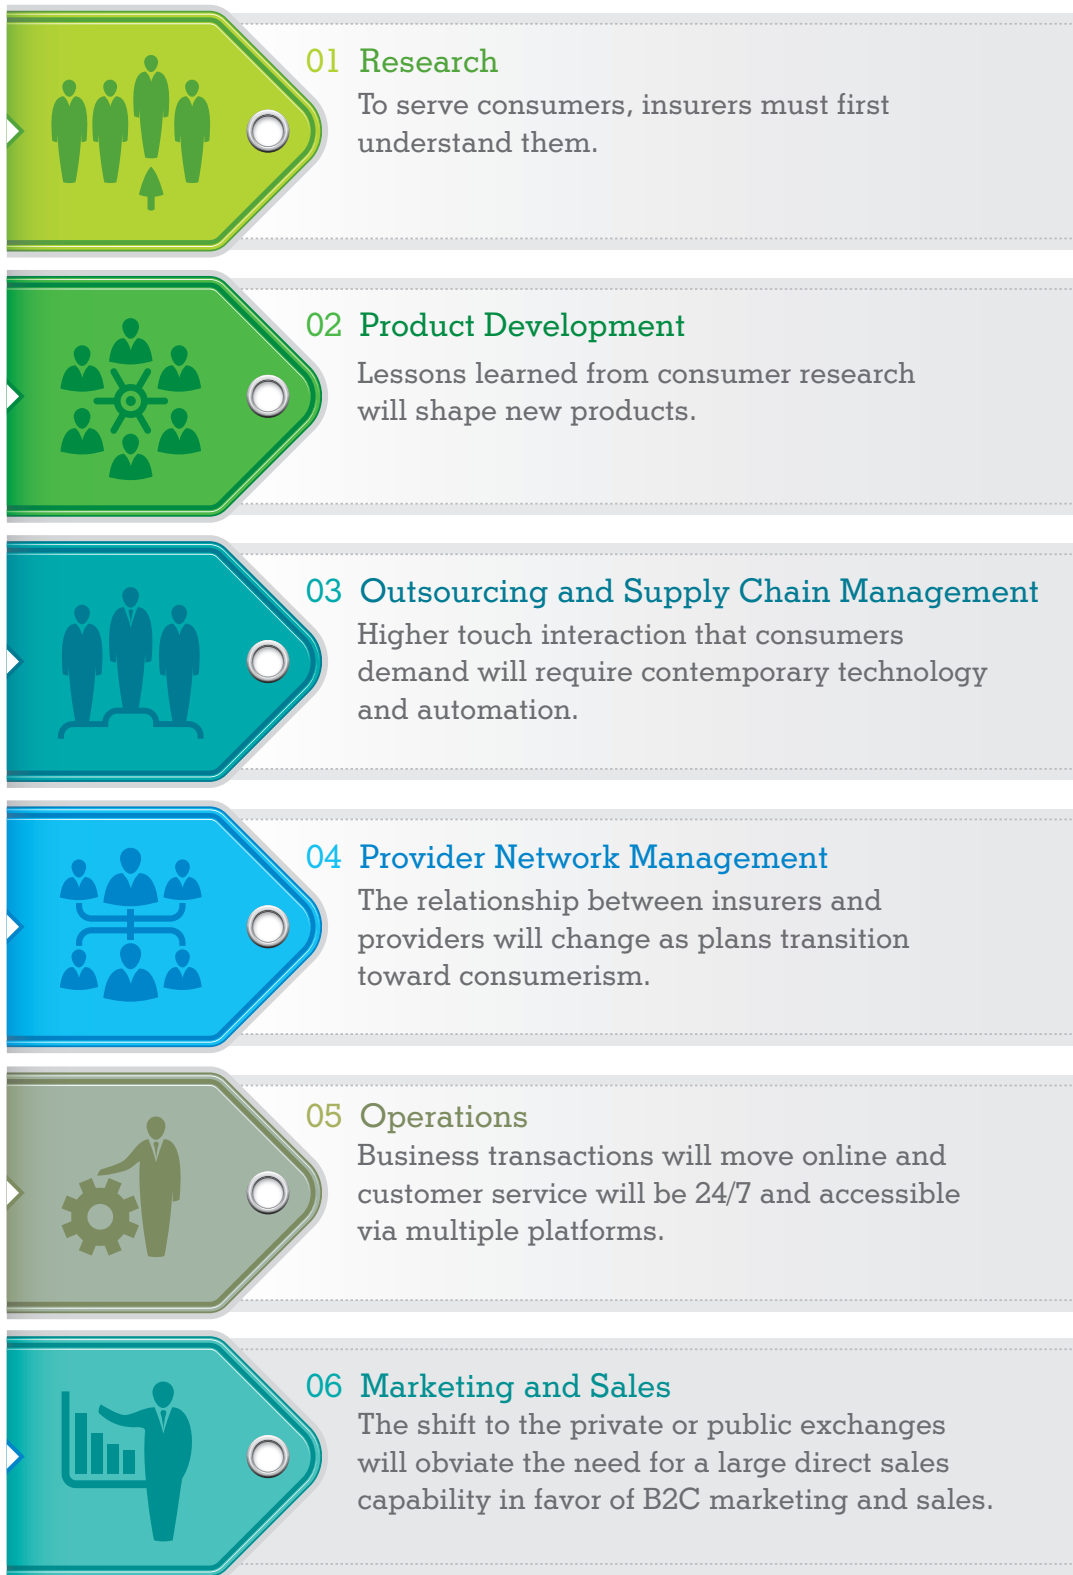 01 Research
To serve consumers, insurers must first
understand them.
02 Product Development
Lessons learned from consumer research
will shape new products.
03 Outsourcing and Supply Chain Management
Higher touch interaction that consumers
demand will require contemporary technology
and automation.
04 Provider Network Management
The relationship between insurers and
providers will change as plans transition
toward consumerism.
05 Operations
Business transactions will move online and
customer service will be 24/7 and accessible
via multiple platforms.
06 Marketing and Sales
The shift to the private or public exchanges
will obviate the need for a large direct sales
capability in favor of B2C marketing and sales.